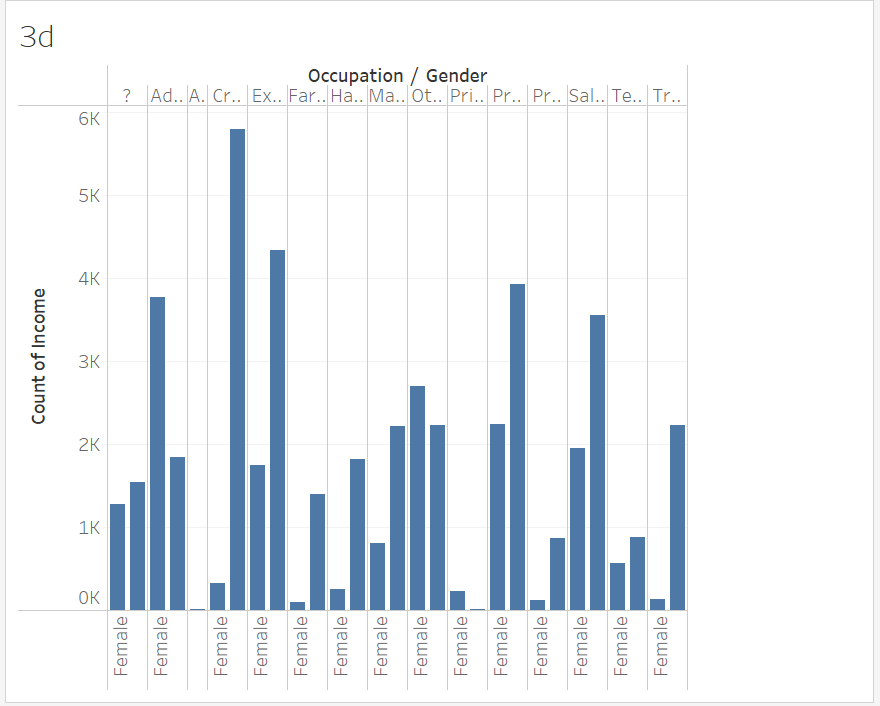 3d
Occupation / Gender
? Ad.. A. Cr.. Ex.. Far.. Ha.. Ma.. Ot.. Pri.. Pr.. Pr.. Sal.. Te.. Tr..
6K
5K
4K
3K
2K
1K
0K
Count of Income
Female Female Female Female Female Female Female Female Female Female Female Female Female Female